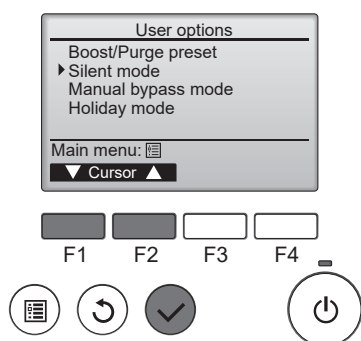 User options
Boost/Purge preset
Silent mode
Manual bypass mode
Holiday mode
Main menu:
▼ Cursor ▲
F1 F2 F3 F4